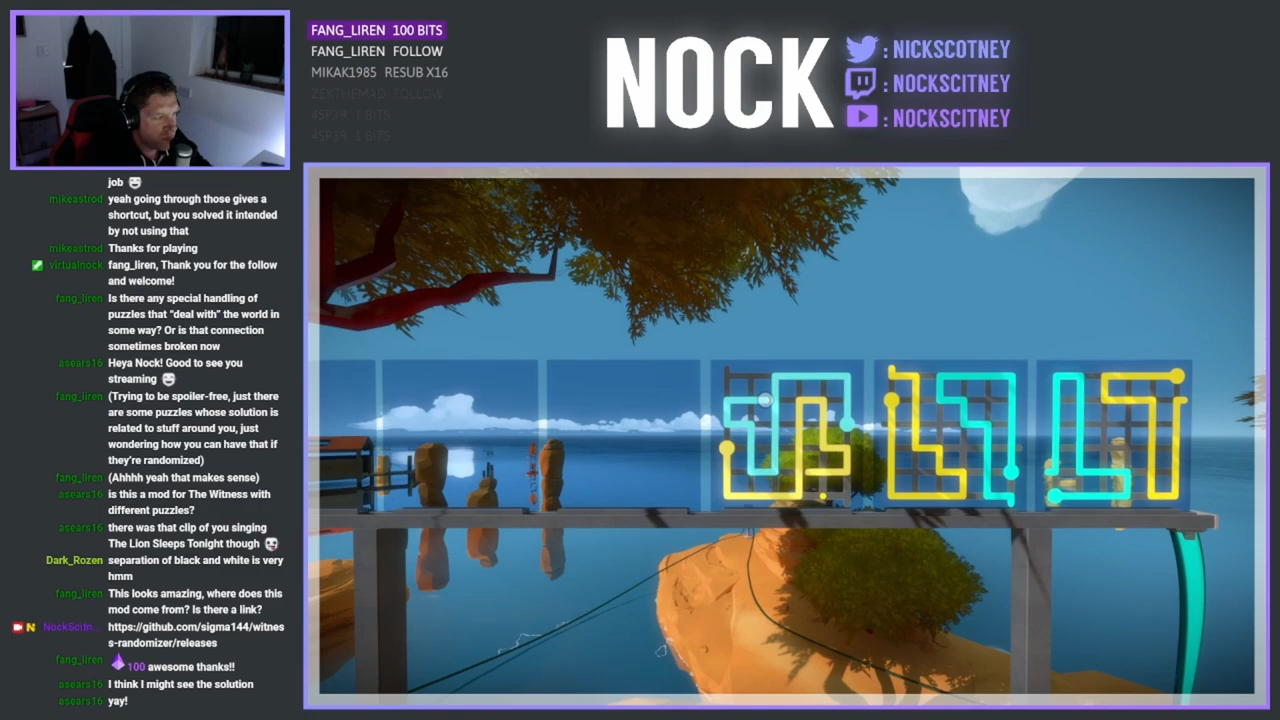 FANG_LIREN 100 BITS
FANG_LIREN FOLLOW
MIKAK1985 RESUB X16
ZEKTHEMAD FOLLOW
4SP39 1 BITS
4SP39 1 BITS
NOCK
: NICKSCOTNEY
: NOCKSCITNEY
: NOCKSCITNEY
job
mikeastrod yeah going through those gives a
shortcut, but you solved it intended
by not using that
mikeastrod Thanks for playing
virtualnock fang_liren, Thank you for the follow
and welcome!
fang_liren Is there any special handling of
puzzles that “deal with” the world in
some way? Or is that connection
sometimes broken now
asears16 Heya Nock! Good to see you
streaming
fang_liren (Trying to be spoiler-free, just there
are some puzzles whose solution is
related to stuff around you, just
wondering how you can have that if
they’re randomized)
fang_liren (Ahhhh yeah that makes sense)
asears16 is this a mod for The Witness with
different puzzles?
asears16 there was that clip of you singing
The Lion Sleeps Tonight though
Dark_Rozen separation of black and white is very
hmm
fang_liren This looks amazing, where does this
mod come from? Is there a link?
N NockScitn... https://github.com/sigma144/witnes
s-randomizer/releases
fang_liren 100 awesome thanks!!
asears16 I think I might see the solution
asears16 yay!